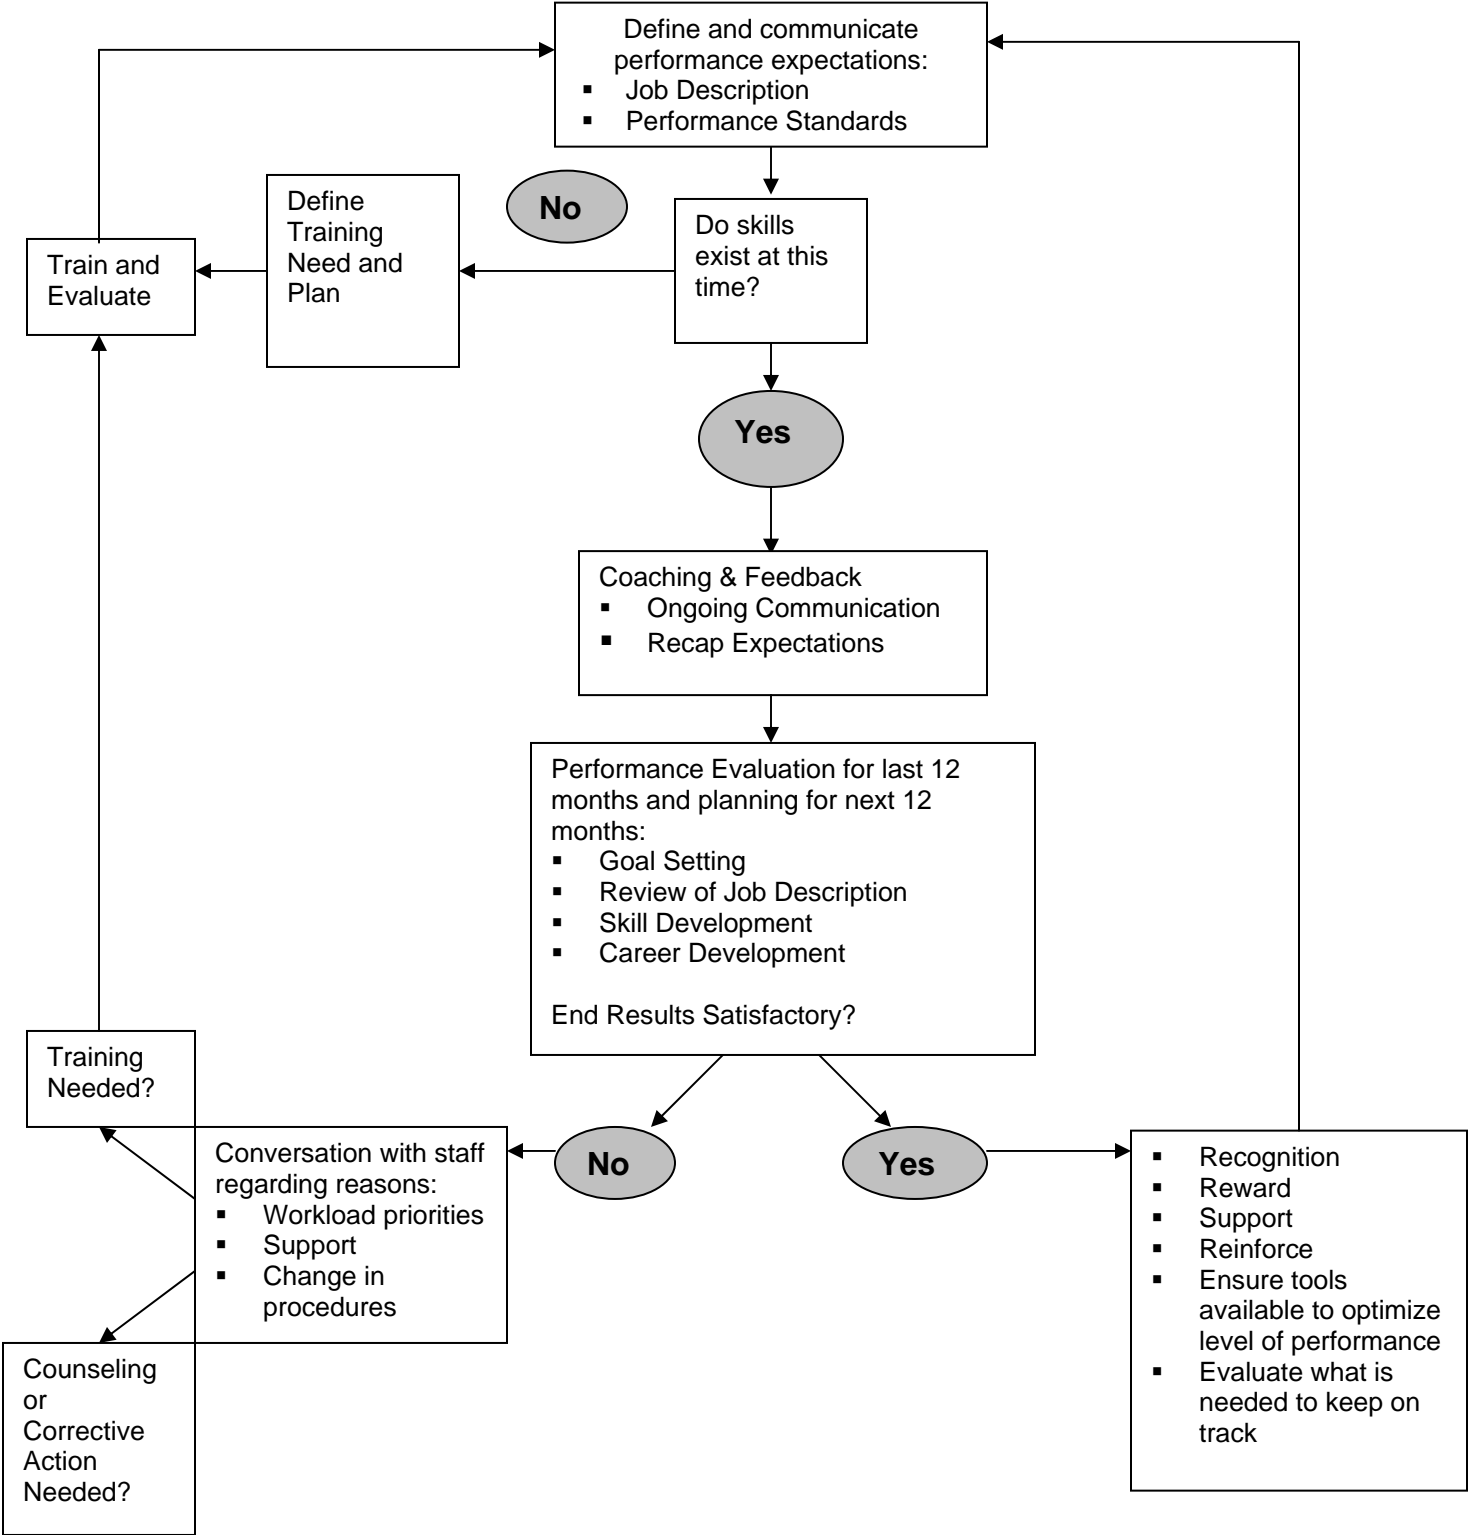 Define and communicate
performance expectations:
▪ Job Description
▪ Performance Standards
No
Define
Training
Need and
Plan
Do skills
exist at this
time?
Train and
Evaluate
Yes
Coaching & Feedback
▪ Ongoing Communication
▪ Recap Expectations
Performance Evaluation for last 12
months and planning for next 12
months:
▪ Goal Setting
▪ Review of Job Description
▪ Skill Development
▪ Career Development
End Results Satisfactory?
Training
Needed?
Conversation with staff
regarding reasons:
▪ Workload priorities
▪ Support
▪ Change in
procedures
No
Yes
▪ Recognition
▪ Reward
▪ Support
▪ Reinforce
▪ Ensure tools
available to optimize
level of performance
▪ Evaluate what is
needed to keep on
track
Counseling
or
Corrective
Action
Needed?